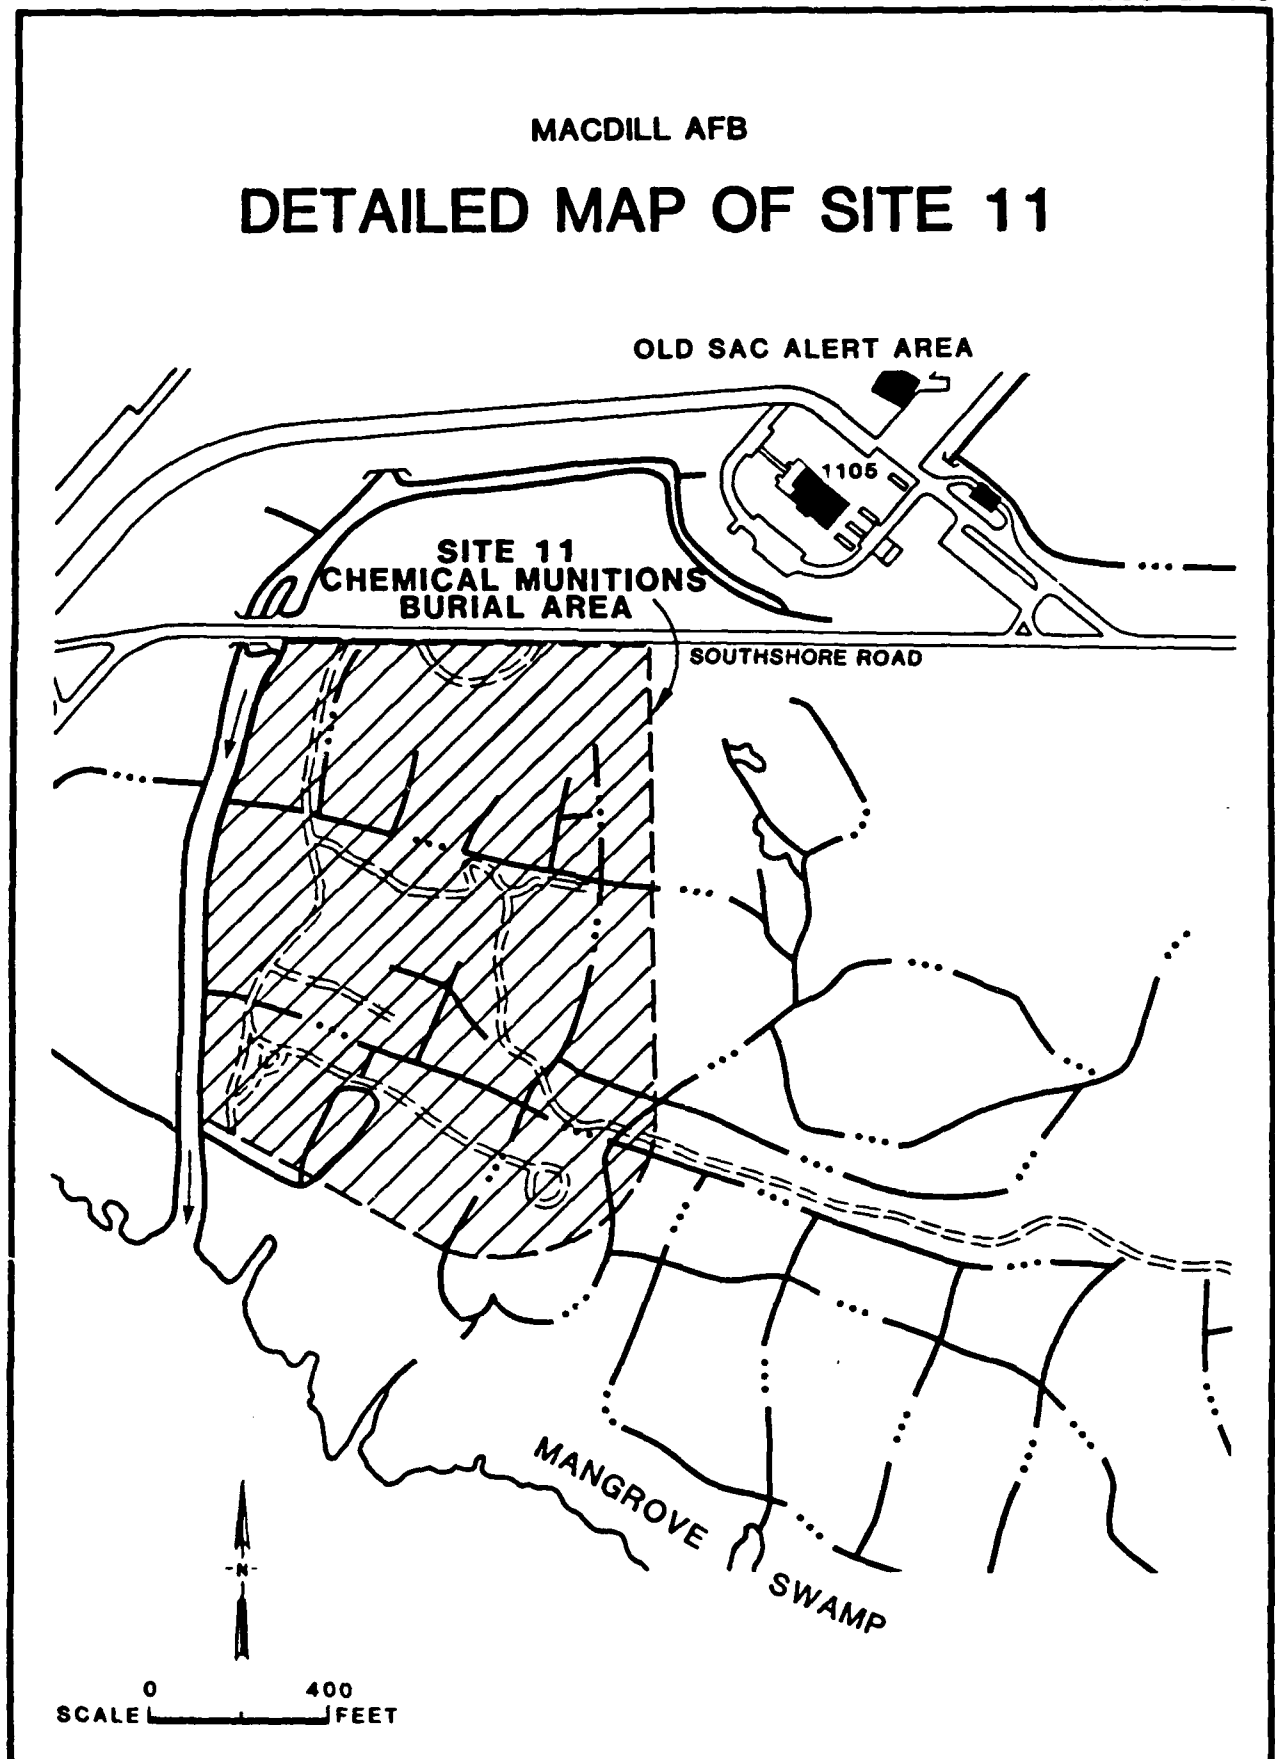 MACDILL AFB
DETAILED MAP OF SITE 11
OLD SAC ALERT AREA
1105
SITE 11
CHEMICAL MUNITIONS
BURIAL AREA
SOUTHSHORE ROAD
MANGROVE SWAMP
N
0 400
SCALE FEET